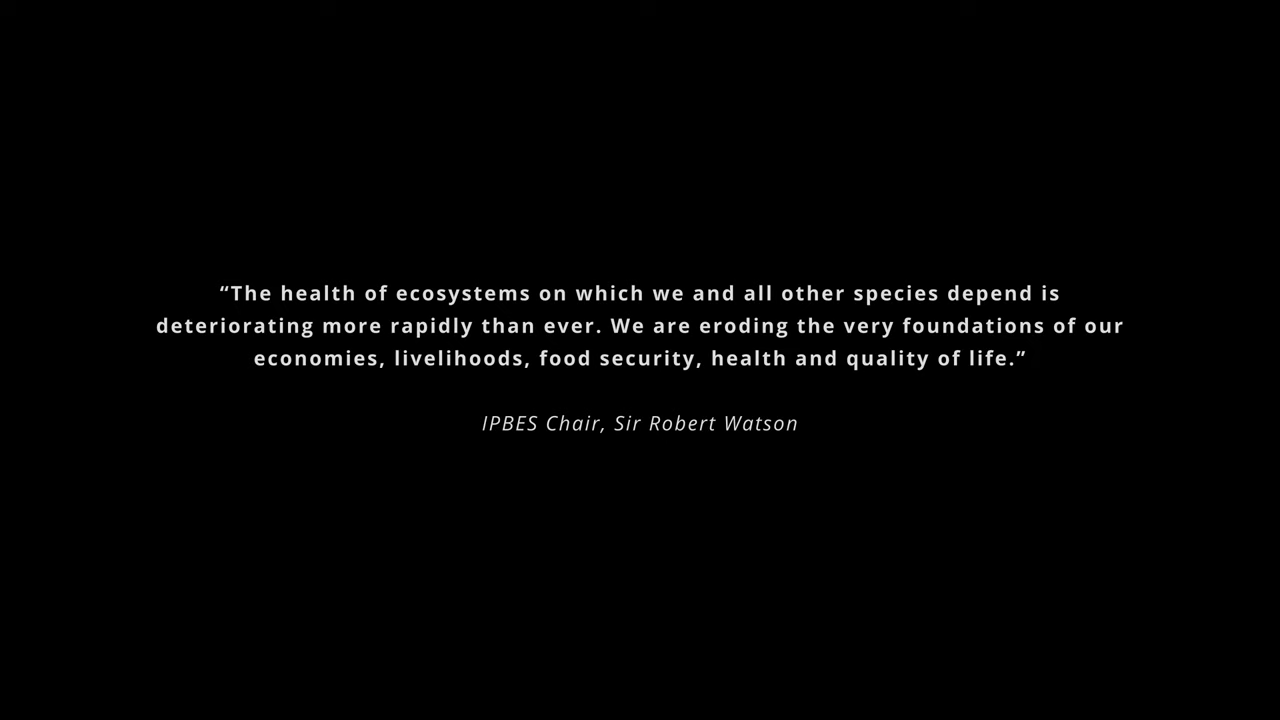 “The health of ecosystems on which we and all other species depend is
deteriorating more rapidly than ever. We are eroding the very foundations of our
economies, livelihoods, food security, health and quality of life.”
IPBES Chair, Sir Robert Watson